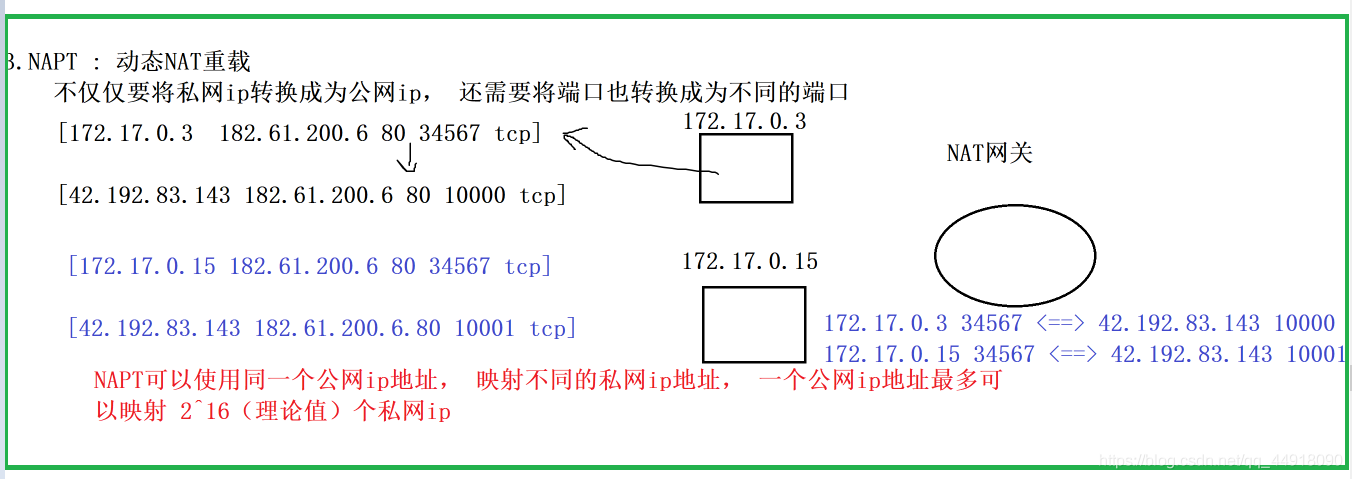 3.NAPT : 动态NAT重载
不仅仅要将私网ip转换成为公网ip， 还需要将端口也转换成为不同的端口
[172.17.0.3 182.61.200.6 80 34567 tcp]
172.17.0.3
NAT网关
[42.192.83.143 182.61.200.6 80 10000 tcp]
[172.17.0.15 182.61.200.6 80 34567 tcp]
172.17.0.15
[42.192.83.143 182.61.200.6.80 10001 tcp]
172.17.0.3 34567 <==> 42.192.83.143 10000
172.17.0.15 34567 <==> 42.192.83.143 10001
NAPT可以使用同一个公网ip地址， 映射不同的私网ip地址， 一个公网ip地址最多可
以映射 2^16（理论值）个私网ip
https://blog.csdn.net/qq_44918090